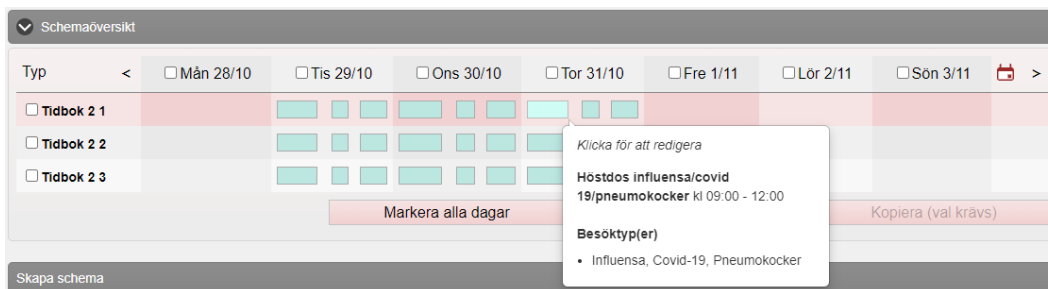 Schemaöversikt
Typ < Mån 28/10 Tis 29/10 Ons 30/10 Tor 31/10 Fre 1/11 Lör 2/11 Sön 3/11 >
Tidbok 2 1
Tidbok 2 2
Tidbok 2 3
Klicka för att redigera
Höstdos influensa/covid
19/pneumokocker kl 09:00 - 12:00
Besöktyp(er)
• Influensa, Covid-19, Pneumokocker
Markera alla dagar
Kopiera (val krävs)
Skapa schema